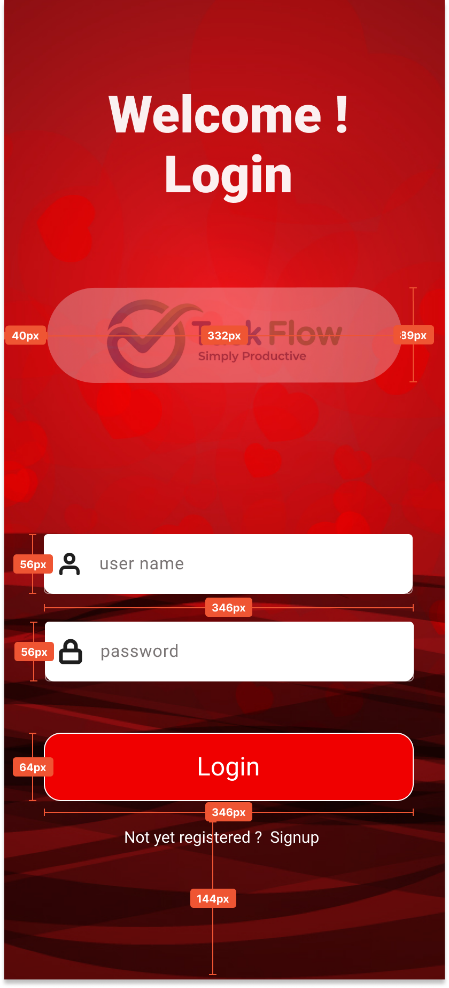 Welcome !
Login
40px
332px
89px
Task Flow
Simply Productive
56px
user name
346px
56px
password
64px
Login
346px
Not yet registered ? Signup
144px